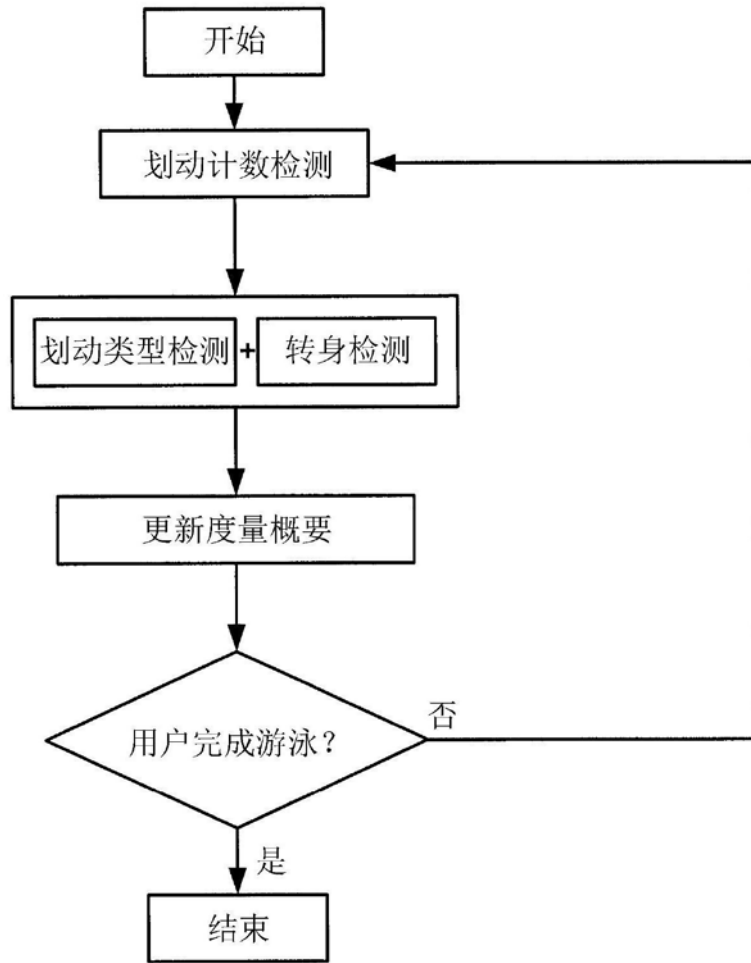 开始
划动计数检测
划动类型检测+转身检测
更新度量概要
用户完成游泳？
否
是
结束